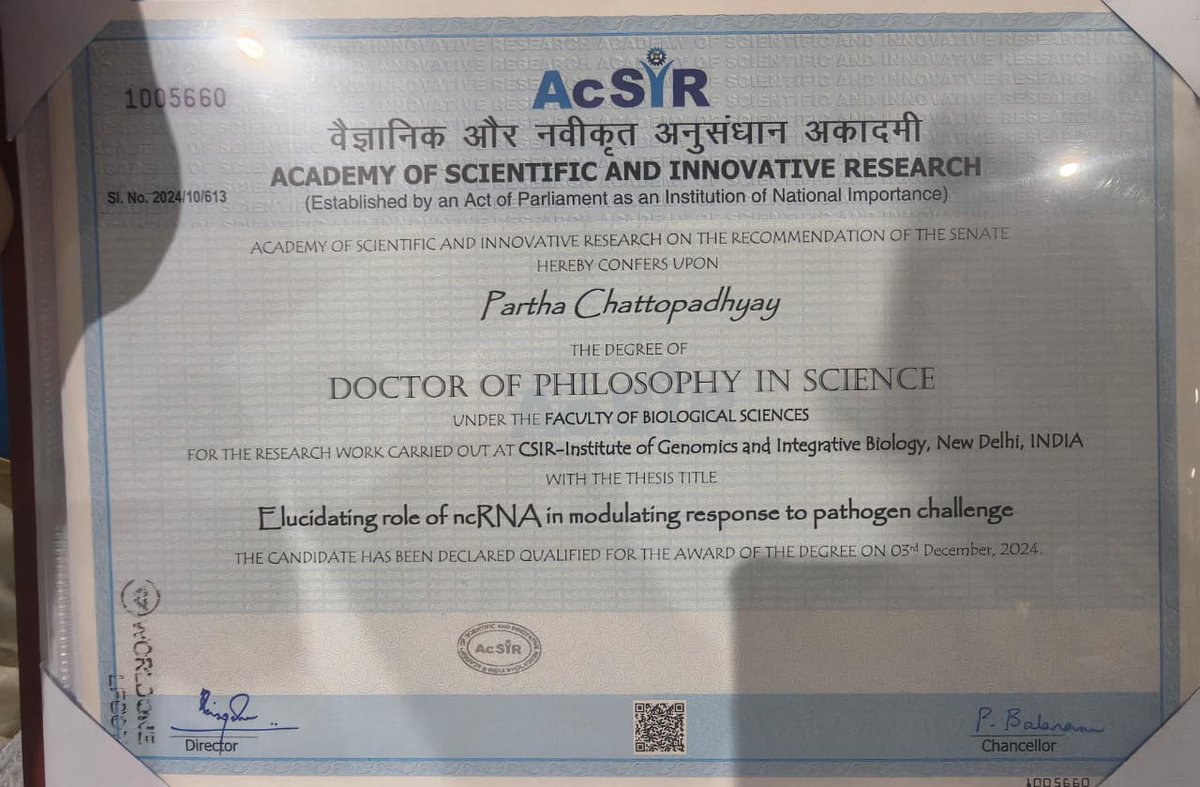 1005660
AcSIR
वैज्ञानिक और नवीकृत अनुसंधान अकादमी
ACADEMY OF SCIENTIFIC AND INNOVATIVE RESEARCH
Sl. No. 2024/10/613
(Established by an Act of Parliament as an Institution of National Importance)
ACADEMY OF SCIENTIFIC AND INNOVATIVE RESEARCH ON THE RECOMMENDATION OF THE SENATE
HEREBY CONFERS UPON
Partha Chattopadhyay
THE DEGREE OF
DOCTOR OF PHILOSOPHY IN SCIENCE
UNDER THE FACULTY OF BIOLOGICAL SCIENCES
FOR THE RESEARCH WORK CARRIED OUT AT CSIR-Institute of Genomics and Integrative Biology, New Delhi, INDIA
WITH THE THESIS TITLE
Elucidating role of ncRNA in modulating response to pathogen challenge
THE CANDIDATE HAS BEEN DECLARED QUALIFIED FOR THE AWARD OF THE DEGREE ON 03rd December, 2024.
AcSIR
WORLDONE
Director
P. Balaram
Chancellor
1005660